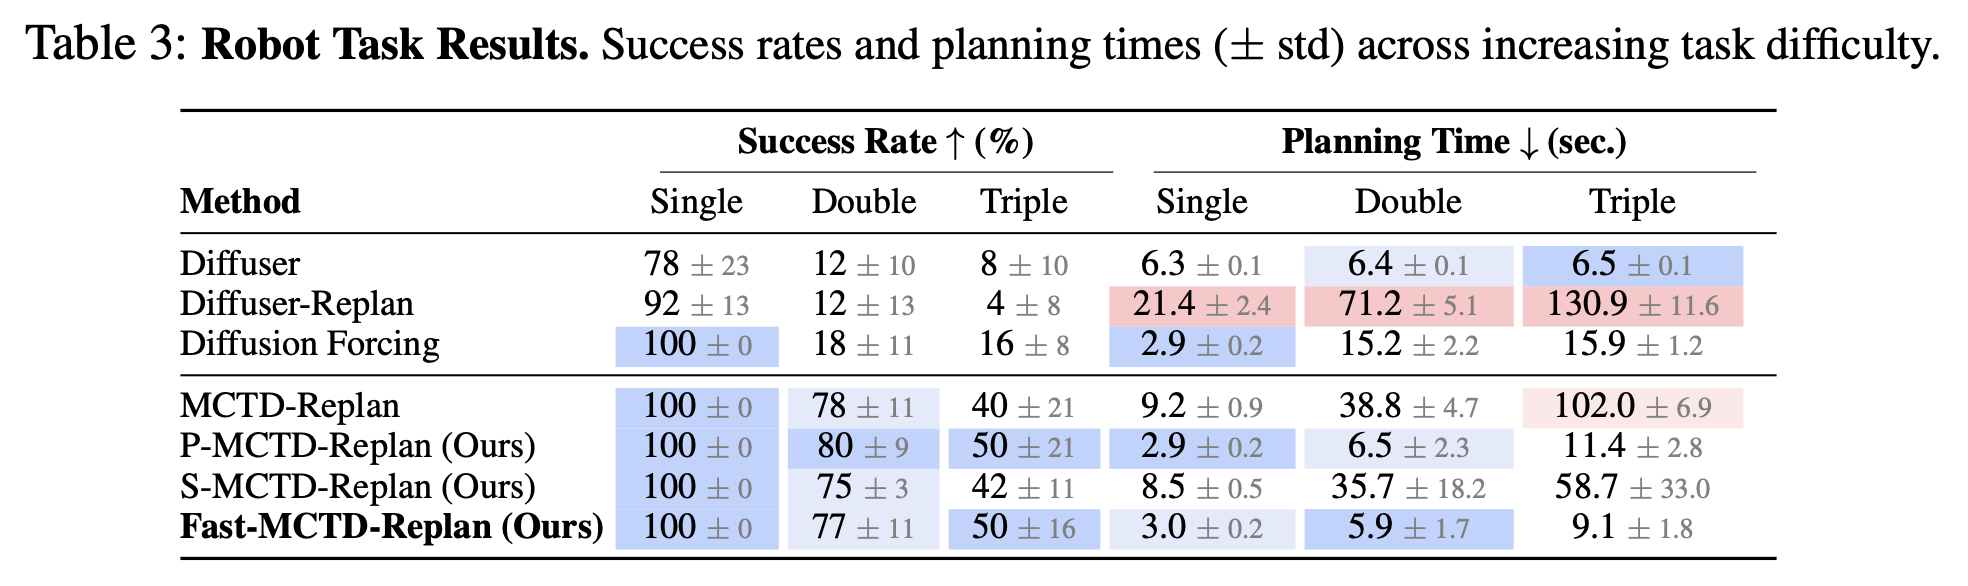 Table 3: Robot Task Results. Success rates and planning times (± std) across increasing task difficulty.
Success Rate ↑ (%) Planning Time ↓ (sec.)
Method Single Double Triple Single Double Triple
Diffuser 78 ± 23 12 ± 10 8 ± 10 6.3 ± 0.1 6.4 ± 0.1 6.5 ± 0.1
Diffuser-Replan 92 ± 13 12 ± 13 4 ± 8 21.4 ± 2.4 71.2 ± 5.1 130.9 ± 11.6
Diffusion Forcing 100 ± 0 18 ± 11 16 ± 8 2.9 ± 0.2 15.2 ± 2.2 15.9 ± 1.2
MCTD-Replan 100 ± 0 78 ± 11 40 ± 21 9.2 ± 0.9 38.8 ± 4.7 102.0 ± 6.9
P-MCTD-Replan (Ours) 100 ± 0 80 ± 9 50 ± 21 2.9 ± 0.2 6.5 ± 2.3 11.4 ± 2.8
S-MCTD-Replan (Ours) 100 ± 0 75 ± 3 42 ± 11 8.5 ± 0.5 35.7 ± 18.2 58.7 ± 33.0
Fast-MCTD-Replan (Ours) 100 ± 0 77 ± 11 50 ± 16 3.0 ± 0.2 5.9 ± 1.7 9.1 ± 1.8